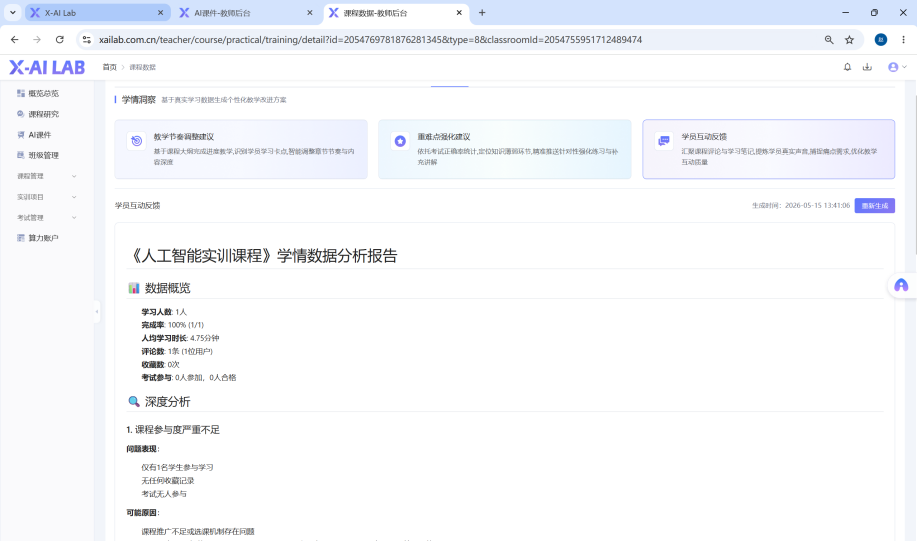 X-AI Lab
AI课件-教师后台
课程数据-教师后台
xailab.com.cn/teacher/course/practical/training/detail?id=2054769781876281345&type=8&classroomId=2054755951712489474
X-AI LAB
首页 > 课程数据
概览总览
课程研究
AI课件
班级管理
课程管理
实训项目
考试管理
算力账户
学情洞察 基于真实学习数据生成个性化教学改进方案
教学节奏调整建议
基于课程大纲完成进度教学,识别学员学习卡点,智能调整章节节奏与内
容深度
重难点强化建议
依托考试正确率统计,定位知识薄弱环节,精准推送针对性强化练习与补
充讲解
学员互动反馈
汇聚课程评论与学习笔记,提炼学员真实声音,捕捉痛点要求,优化教学
互动质量
学员互动反馈
生成时间：2026-05-15 13:41:06 重新生成
《人工智能实训课程》学情数据分析报告
数据概览
学习人数: 1人
完成率: 100% (1/1)
人均学习时长: 4.75分钟
评论数: 1条 (1位用户)
收藏数: 0次
考试参与: 0人参加，0人合格
深度分析
1. 课程参与度严重不足
问题表现：
仅有1名学生参与学习
无任何收藏记录
考试无人参与
可能原因：
课程推广不足或选课机制存在问题